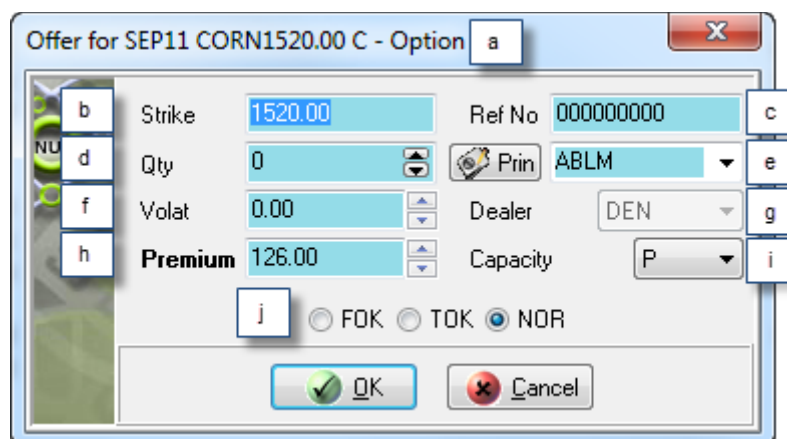 Offer for SEP11 CORN1520.00 C - Option a
b Strike 1520.00 Ref No 000000000 c
NU d Qty 0 Prin ABLM e
f Volat 0.00 Dealer DEN g
h Premium 126.00 Capacity P i
j FOK TOK NOR
OK Cancel